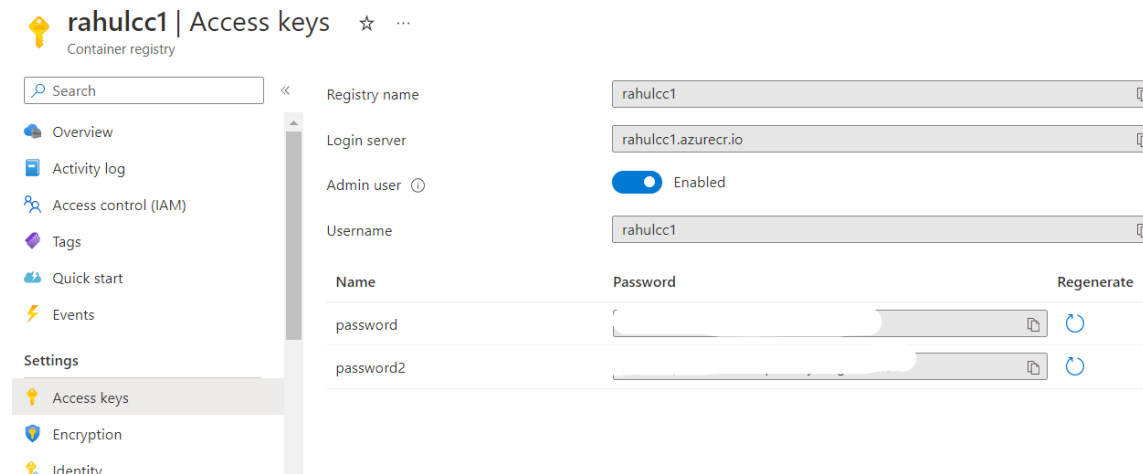 rahulcc1 | Access keys
Container registry
Search
Overview
Activity log
Access control (IAM)
Tags
Quick start
Events
Settings
Access keys
Encryption
Identity
Registry name rahulcc1
Login server rahulcc1.azurecr.io
Admin user Enabled
Username rahulcc1
Name Password Regenerate
password
password2